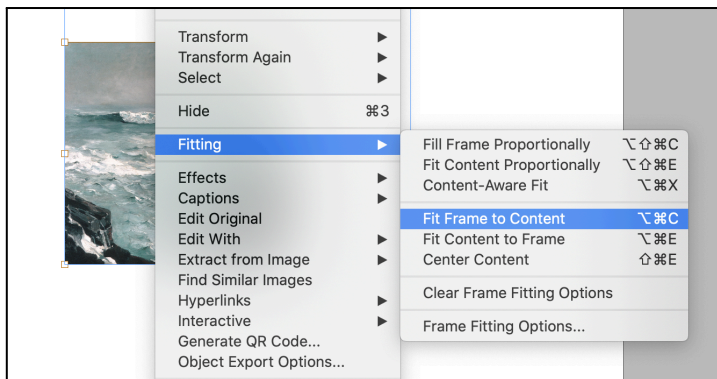 Transform ▶
Transform Again ▶
Select ▶
Hide ⌘3
Fitting ▶
Effects ▶
Captions ▶
Edit Original
Edit With ▶
Extract from Image ▶
Find Similar Images
Hyperlinks ▶
Interactive ▶
Generate QR Code...
Object Export Options...
Fill Frame Proportionally ⌥⇧⌘C
Fit Content Proportionally ⌥⇧⌘E
Content-Aware Fit ⌥⌘X
Fit Frame to Content ⌥⌘C
Fit Content to Frame ⌥⌘E
Center Content ⇧⌘E
Clear Frame Fitting Options
Frame Fitting Options...